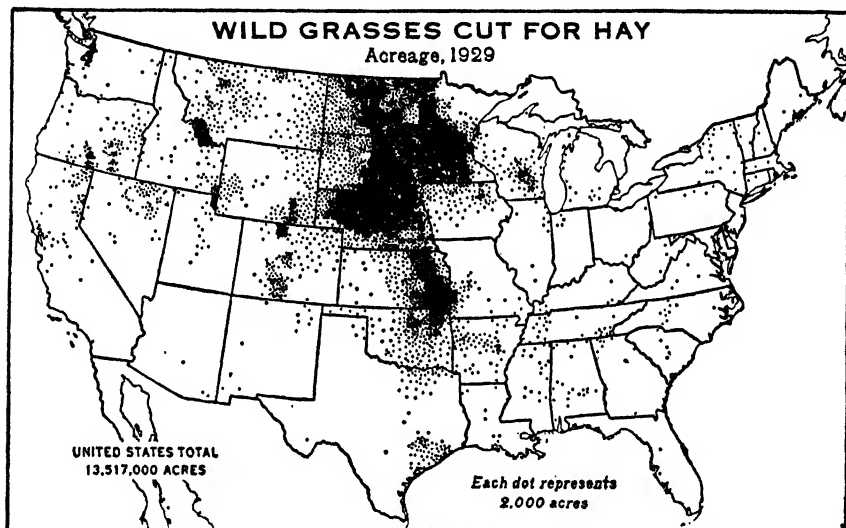 WILD GRASSES CUT FOR HAY
Acreage, 1929
UNITED STATES TOTAL
13,517,000 ACRES
Each dot represents
2,000 acres